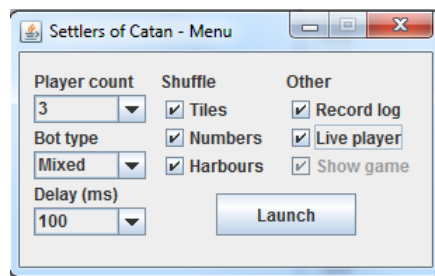 Settlers of Catan - Menu
Player count
3
Bot type
Mixed
Delay (ms)
100
Shuffle
Tiles
Numbers
Harbours
Other
Record log
Live player
Show game
Launch